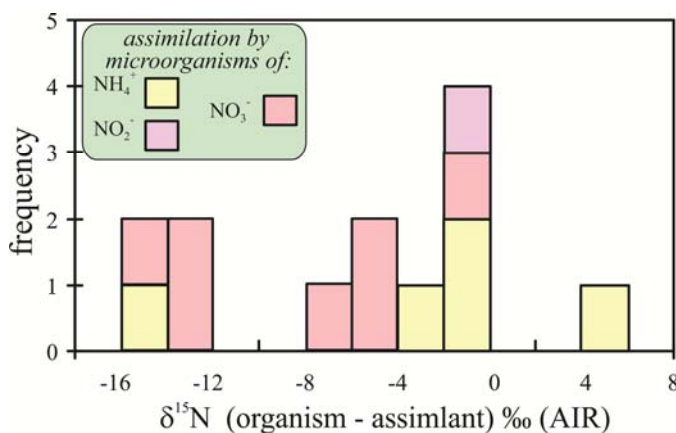 5
4
3
2
1
0
frequency
assimilation by
microorganisms of:
NH₄⁺
NO₃⁻
NO₂⁻
-16 -12 -8 -4 0 4 8
δ¹⁵N (organism - assimlant) ‰ (AIR)